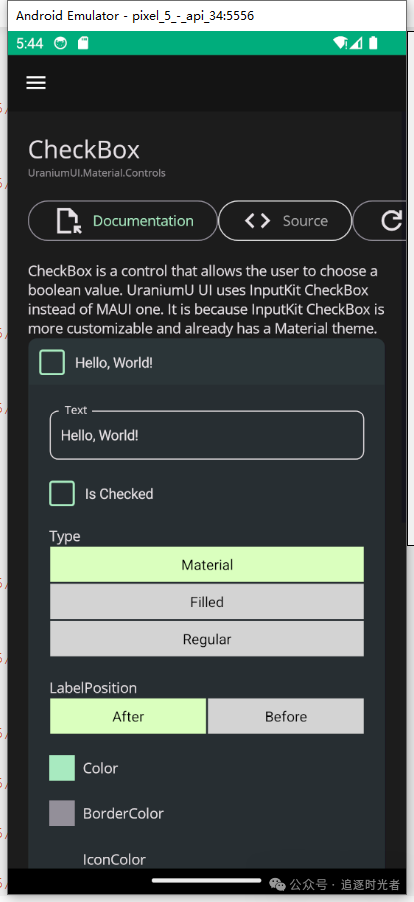 Android Emulator - pixel_5_-_api_34:5556
5:44
CheckBox
UraniumUI.Material.Controls
Documentation
Source
CheckBox is a control that allows the user to choose a
boolean value. UraniumU UI uses InputKit CheckBox
instead of MAUI one. It is because InputKit CheckBox is
more customizable and already has a Material theme.
Hello, World!
Text
Hello, World!
Is Checked
Type
Material
Filled
Regular
LabelPosition
After
Before
Color
BorderColor
IconColor
公众号 · 追逐时光者